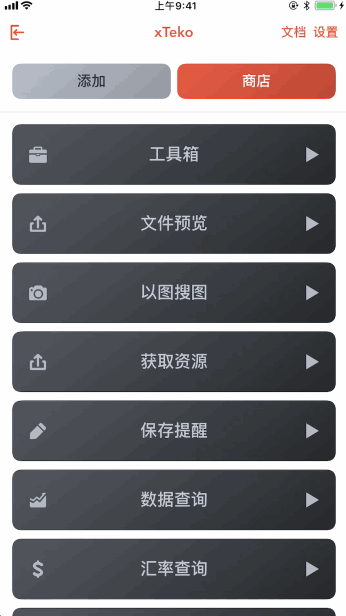 上午9:41
xTeko
文档 设置
添加
商店
工具箱
文件预览
以图搜图
获取资源
保存提醒
数据查询
汇率查询